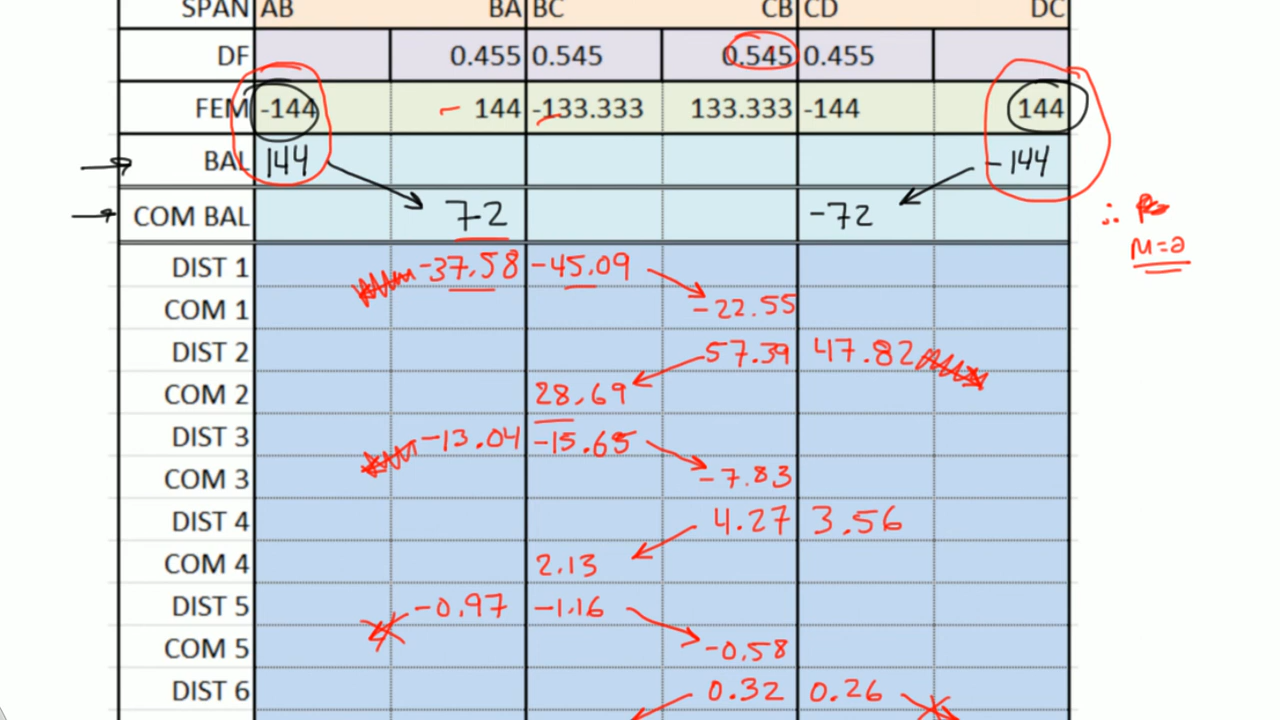 SPAN AB BA BC CB CD DC
DF 0.455 0.545 0.545 0.455
FEM -144 144 -133.333 133.333 -144 144
BAL 144 -144
COM BAL 72 -72
∴
M=0
DIST 1 -37.58 -45.09
COM 1 -22.55
DIST 2 57.39 47.82
COM 2 28.69
DIST 3 -13.04 -15.65
COM 3 -7.83
DIST 4 4.27 3.56
COM 4 2.13
DIST 5 -0.97 -1.16
COM 5 -0.58
DIST 6 0.32 0.26